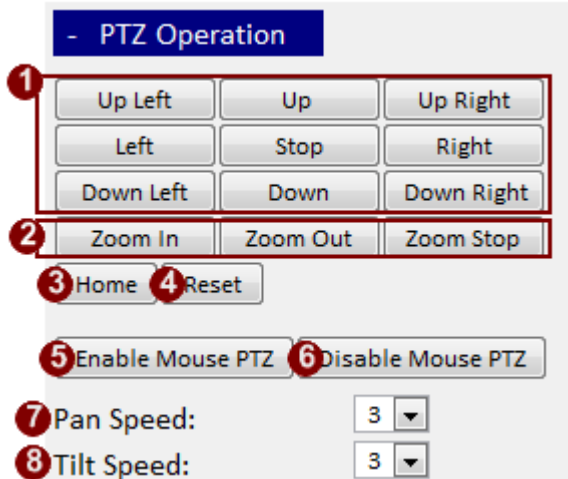 - PTZ Operation
1
Up Left Up Up Right
Left Stop Right
Down Left Down Down Right
2 Zoom In Zoom Out Zoom Stop
3 Home 4 Reset
5 Enable Mouse PTZ 6 Disable Mouse PTZ
7 Pan Speed: 3
8 Tilt Speed: 3